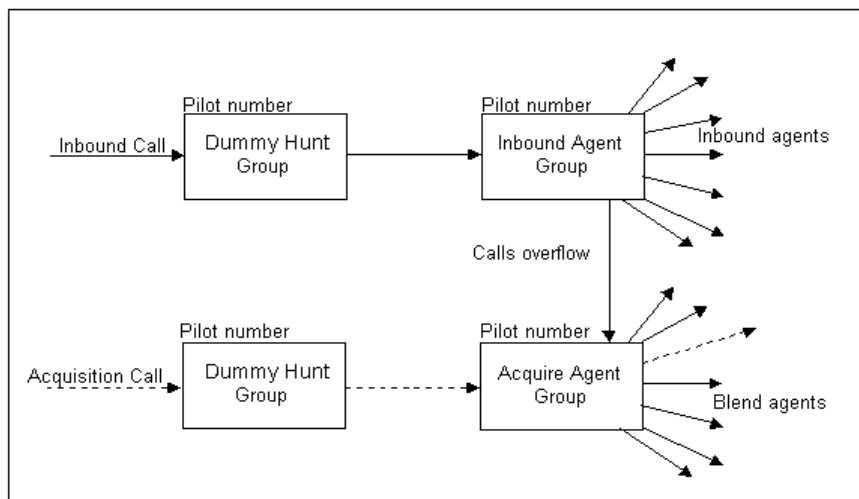 Pilot number
Pilot number
Inbound Call
Dummy Hunt
Group
Inbound Agent
Group
Inbound agents
Calls overflow
Pilot number
Pilot number
Acquisition Call
Dummy Hunt
Group
Acquire Agent
Group
Blend agents